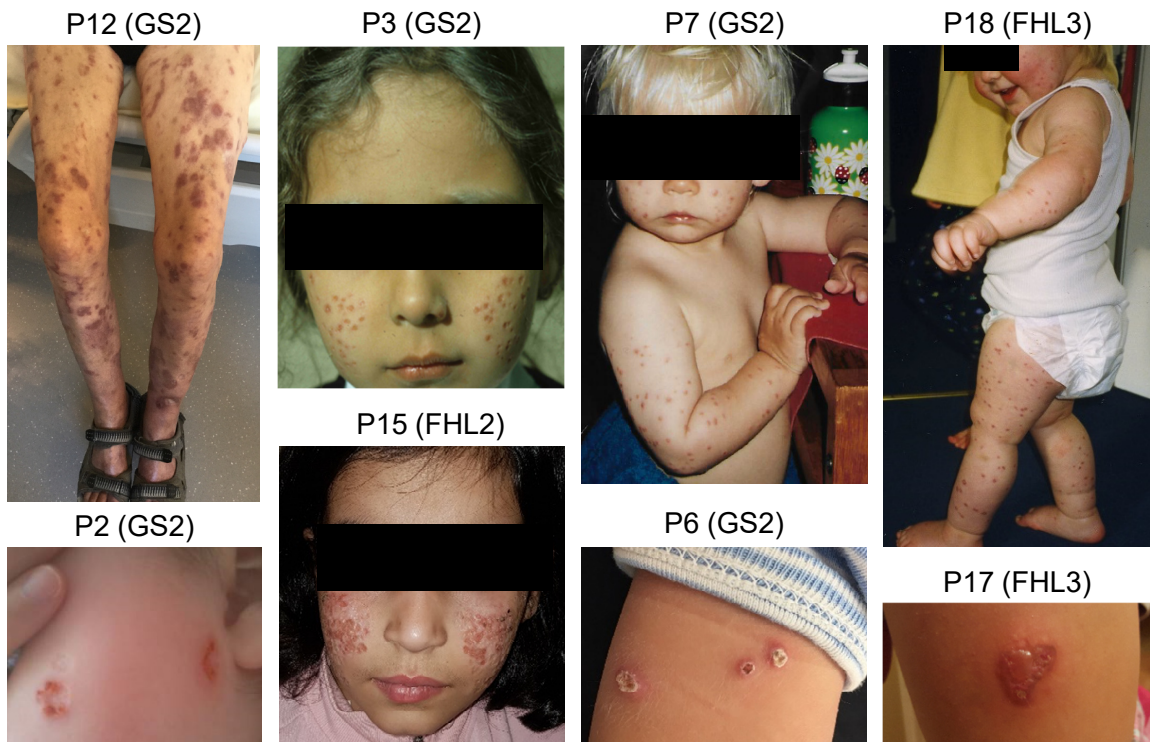 P12 (GS2)
P3 (GS2)
P7 (GS2)
P18 (FHL3)
P15 (FHL2)
P2 (GS2)
P6 (GS2)
P17 (FHL3)